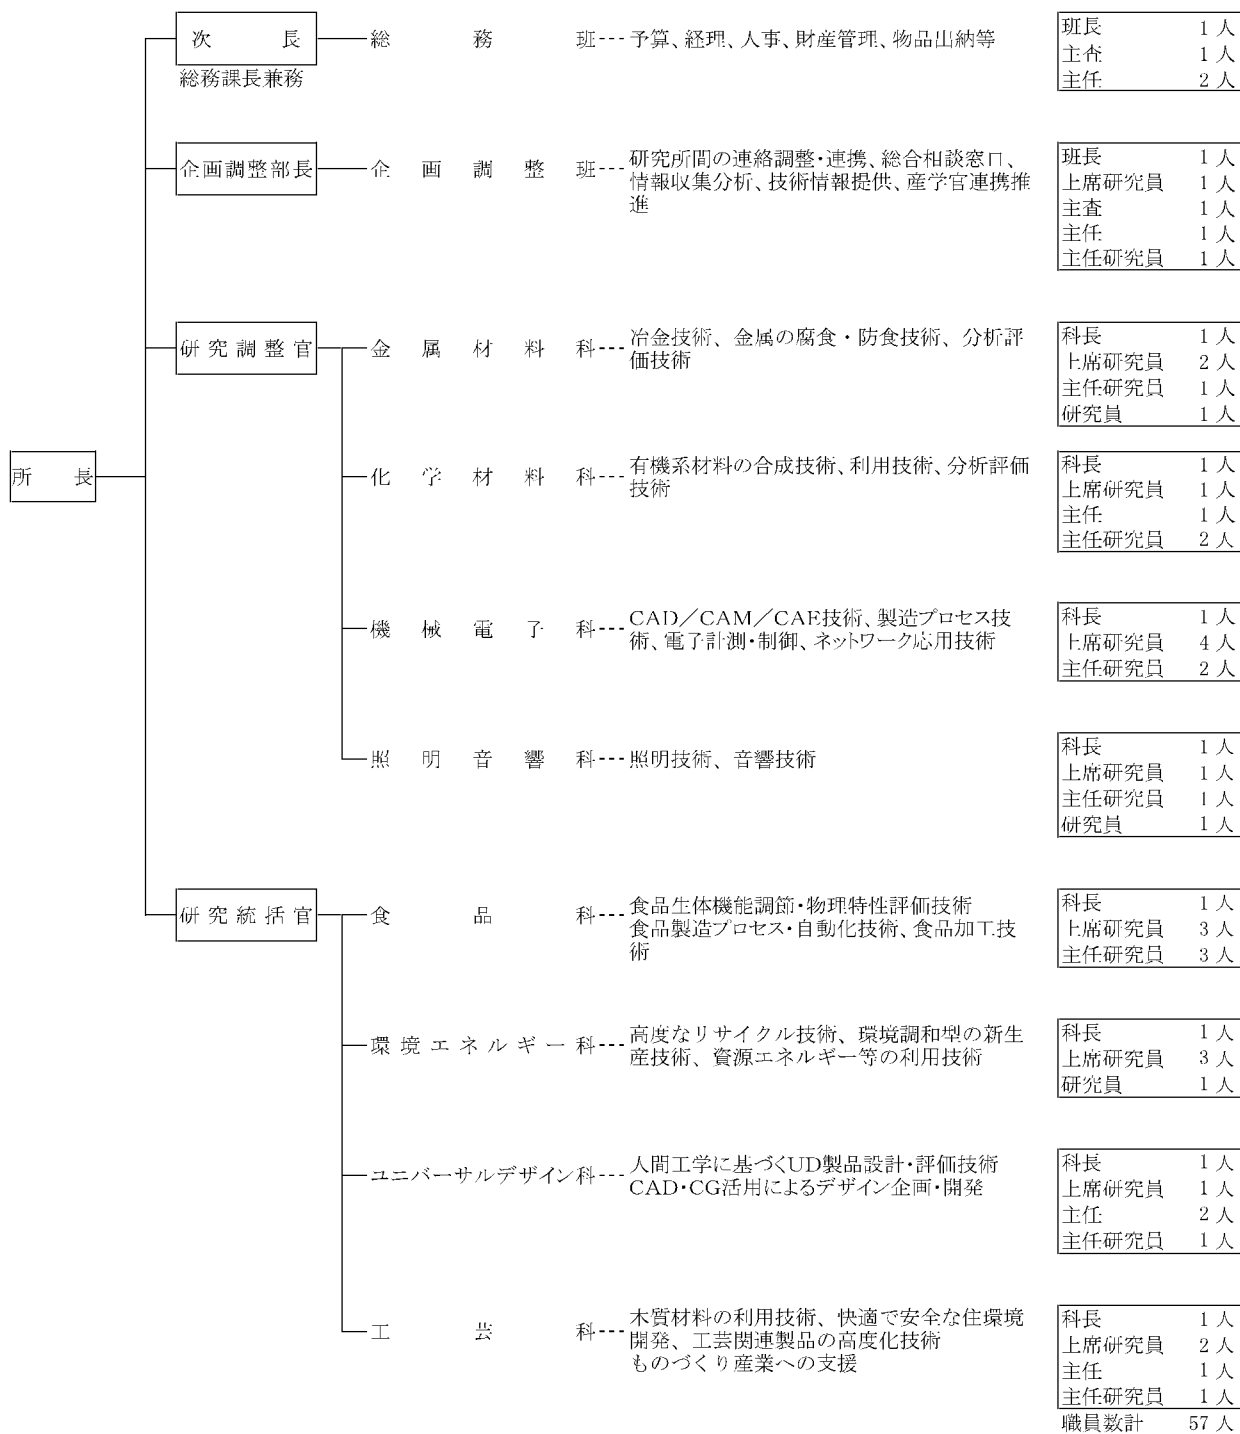 次長
総務課長兼務
総務班
予算、経理、人事、財産管理、物品出納等
班長 1人
主査 1人
主任 2人
企画調整部長
企画調整班
研究所間の連絡調整・連携、総合相談窓口、
情報収集分析、技術情報提供、産学官連携推
進
班長 1人
上席研究員 1人
主査 1人
主任 1人
主任研究員 1人
所長
研究調整官
金属材料科
冶金技術、金属の腐食・防食技術、分析評
価技術
科長 1人
上席研究員 2人
主任研究員 1人
研究員 1人
化学材料科
有機系材料の合成技術、利用技術、分析評価
技術
科長 1人
上席研究員 1人
主任 1人
主任研究員 2人
機械電子科
CAD／CAM／CAE技術、製造プロセス技
術、電子計測・制御、ネットワーク応用技術
科長 1人
上席研究員 4人
主任研究員 2人
照明音響科
照明技術、音響技術
科長 1人
上席研究員 1人
主任研究員 1人
研究員 1人
研究統括官
食品科
食品生体機能調節・物理特性評価技術
食品製造プロセス・自動化技術、食品加工技
術
科長 1人
上席研究員 3人
主任研究員 3人
環境エネルギー科
高度なリサイクル技術、環境調和型の新生
産技術、資源エネルギー等の利用技術
科長 1人
上席研究員 3人
研究員 1人
ユニバーサルデザイン科
人間工学に基づくUD製品設計・評価技術
CAD・CG活用によるデザイン企画・開発
科長 1人
上席研究員 1人
主任 2人
主任研究員 1人
工芸科
木質材料の利用技術、快適で安全な住環境
開発、工芸関連製品の高度化技術
ものづくり産業への支援
科長 1人
上席研究員 2人
主任 1人
主任研究員 1人
職員数計 57人